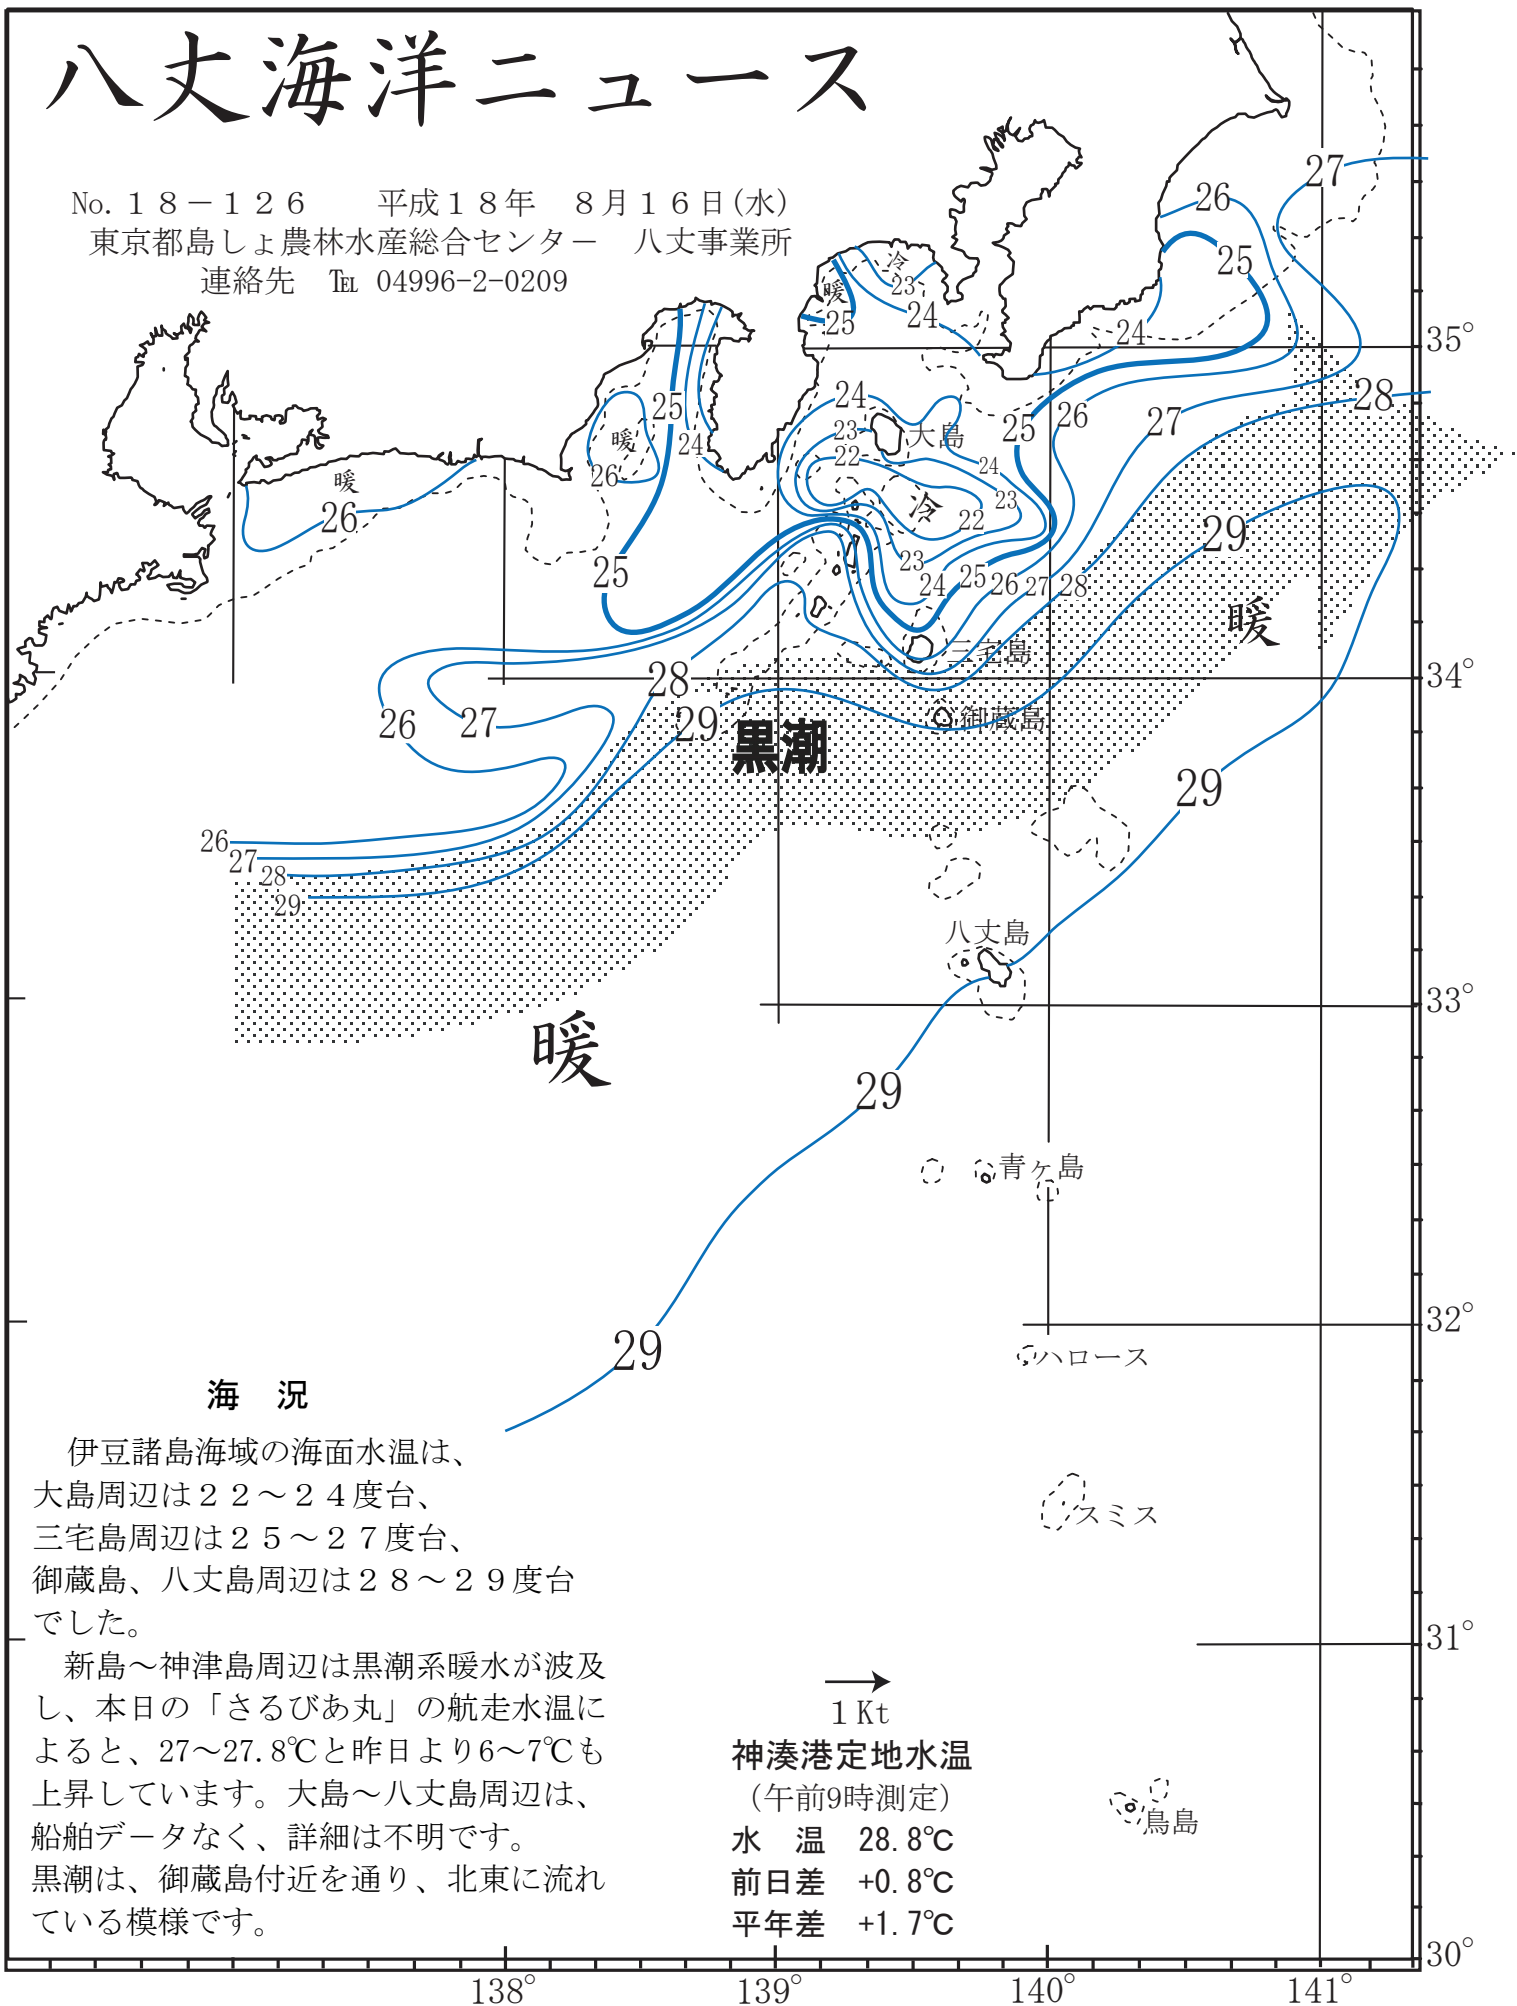 八丈海洋ニュース
No.１８－１２６　平成１８年　８月１６日(水)
東京都島しょ農林水産総合センター　八丈事業所
連絡先　℡ 04996-2-0209
27
26
25
冷
23
暖
24
25
24
35°
28
24
25
26
27
23
大島
24
暖
22
24
26
25
暖
23
冷
26
22
29
23
25
24
25
26
27
28
暖
三宅島
28
34°
26
27
29
御蔵島
黒潮
29
26
27
28
29
八丈島
33°
暖
29
青ヶ島
32°
29
ハロース
スミス
31°
鳥島
30°
138°
139°
140°
141°
海　況
伊豆諸島海域の海面水温は、
大島周辺は２２～２４度台、
三宅島周辺は２５～２７度台、
御蔵島、八丈島周辺は２８～２９度台
でした。
新島～神津島周辺は黒潮系暖水が波及
し、本日の「さるびあ丸」の航走水温に
よると、27～27.8℃と昨日より6～7℃も
上昇しています。大島～八丈島周辺は、
船舶データなく、詳細は不明です。
黒潮は、御蔵島付近を通り、北東に流れ
ている模様です。
１Kt
神湊港定地水温
（午前9時測定）
水　温　28.8℃
前日差　+0.8℃
平年差　+1.7℃